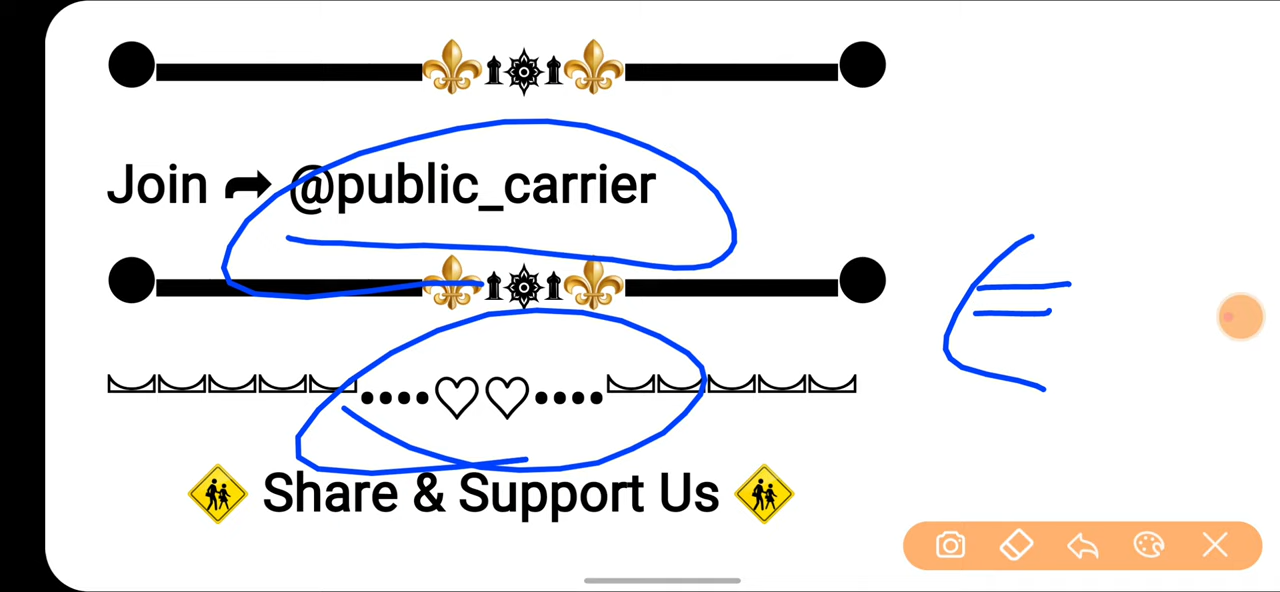 Join ➦ @public_carrier
€
🚸 Share & Support Us 🚸